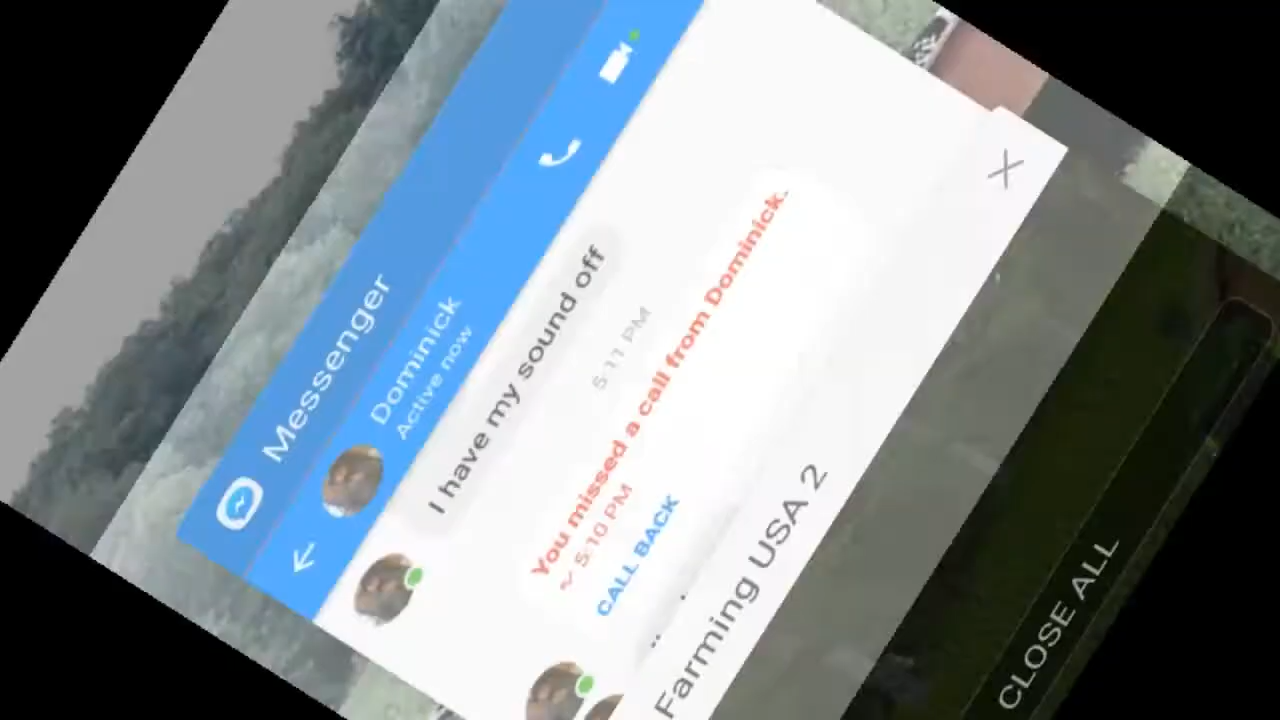 Messenger
Dominick
Active now
I have my sound off
5:11 PM
You missed a call from Dominick.
5:10 PM
CALL BACK
Farming USA 2
CLOSE ALL